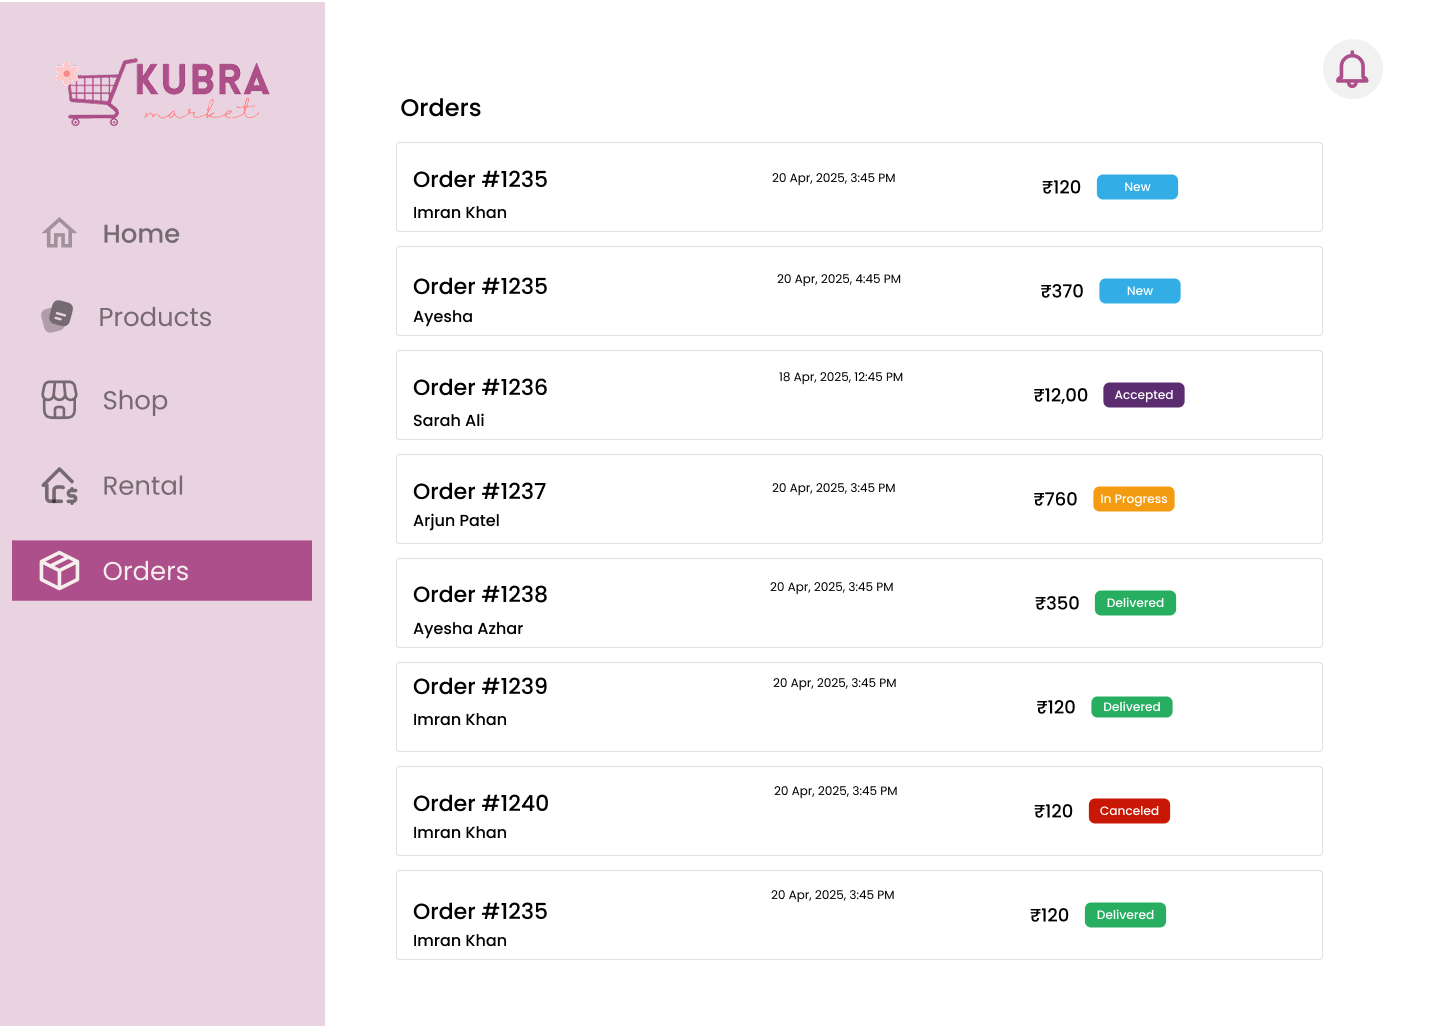 KUBRA
market
Home
Products
Shop
Rental
Orders
Orders
Order #1235
Imran Khan
20 Apr, 2025, 3:45 PM
₹120
New
Order #1235
Ayesha
20 Apr, 2025, 4:45 PM
₹370
New
Order #1236
Sarah Ali
18 Apr, 2025, 12:45 PM
₹12,00
Accepted
Order #1237
Arjun Patel
20 Apr, 2025, 3:45 PM
₹760
In Progress
Order #1238
Ayesha Azhar
20 Apr, 2025, 3:45 PM
₹350
Delivered
Order #1239
Imran Khan
20 Apr, 2025, 3:45 PM
₹120
Delivered
Order #1240
Imran Khan
20 Apr, 2025, 3:45 PM
₹120
Canceled
Order #1235
Imran Khan
20 Apr, 2025, 3:45 PM
₹120
Delivered